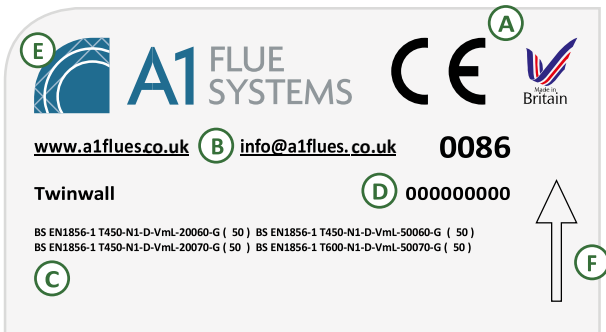 A
E
A1 FLUE SYSTEMS
CE
Made in Britain
www.a1flues.co.uk B info@a1flues.co.uk 0086
Twinwall D 000000000
BS EN1856-1 T450-N1-D-VmL-20060-G ( 50 ) BS EN1856-1 T450-N1-D-VmL-50060-G ( 50 )
BS EN1856-1 T450-N1-D-VmL-20070-G ( 50 ) BS EN1856-1 T600-N1-D-VmL-50070-G ( 50 )
C
F